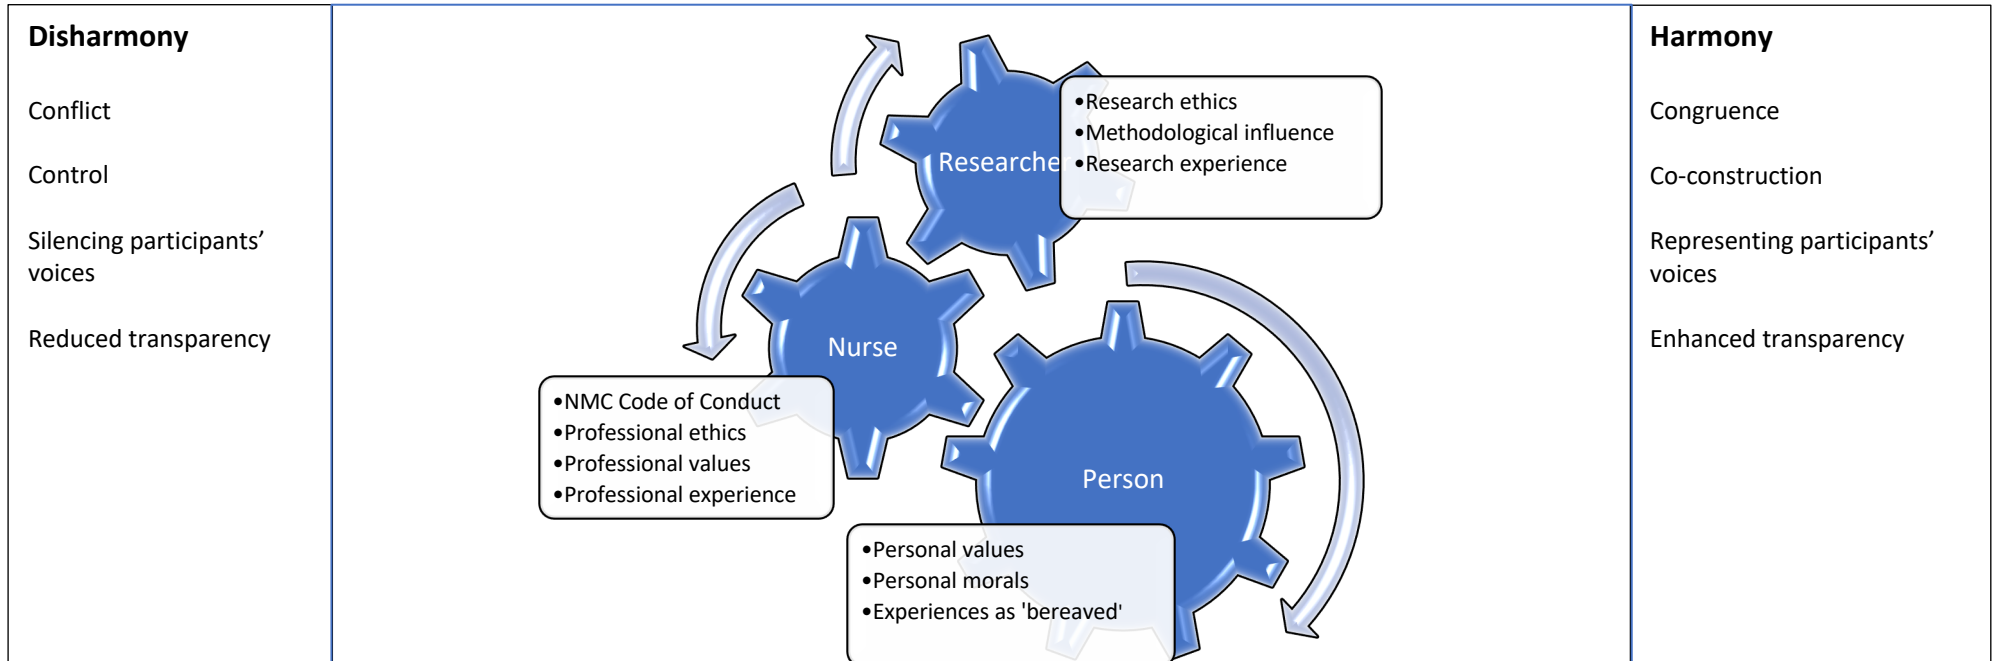 Disharmony
Conflict
Control
Silencing participants’
voices
Reduced transparency
Researcher
•Research ethics
•Methodological influence
•Research experience
Nurse
•NMC Code of Conduct
•Professional ethics
•Professional values
•Professional experience
Person
•Personal values
•Personal morals
•Experiences as 'bereaved'
Harmony
Congruence
Co-construction
Representing participants’
voices
Enhanced transparency